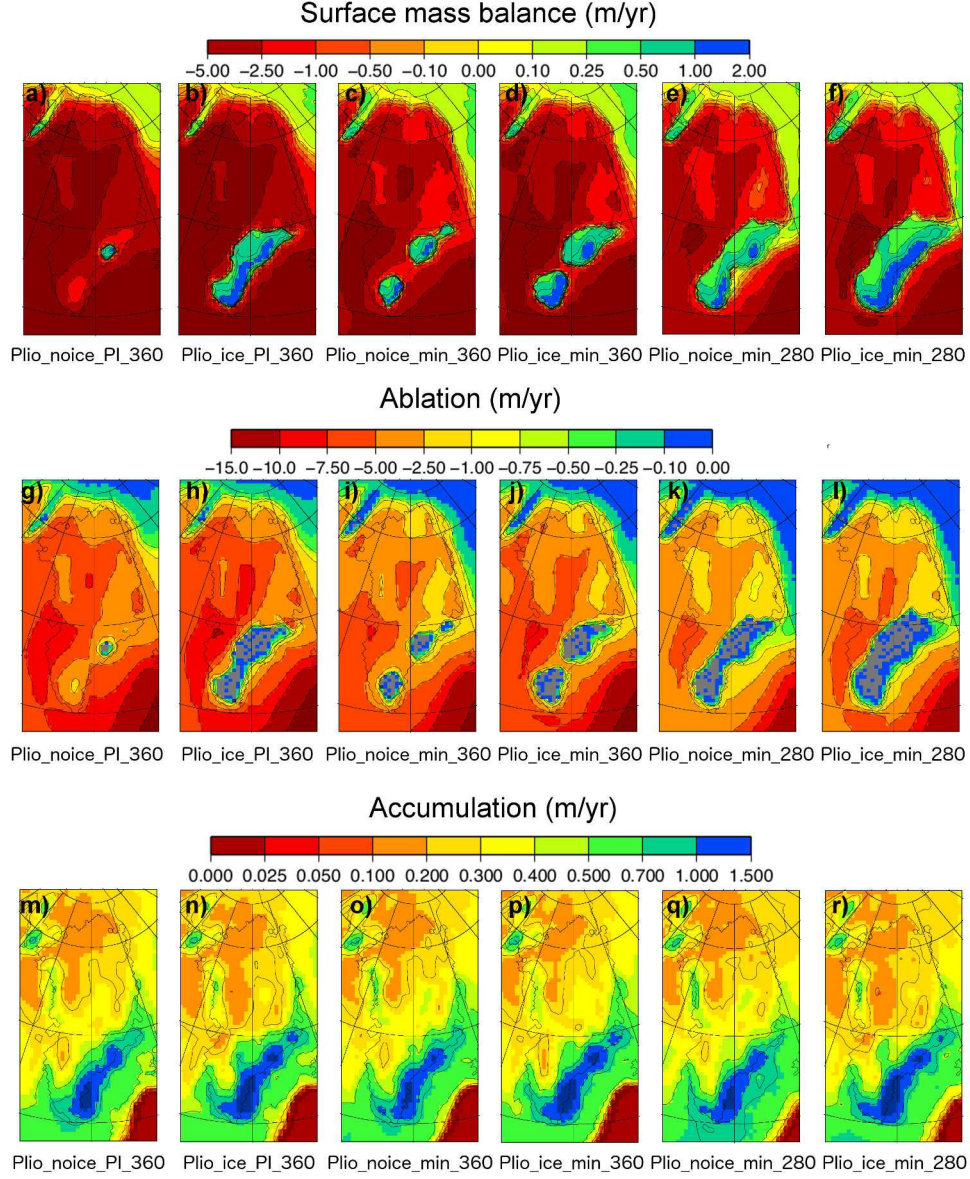 Surface mass balance (m/yr)
−5.00 −2.50 −1.00 −0.50 −0.10 0.00 0.10 0.25 0.50 1.00 2.00
a) b) c) d) e) f)
Plio_noice_PI_360 Plio_ice_PI_360 Plio_noice_min_360 Plio_ice_min_360 Plio_noice_min_280 Plio_ice_min_280
Ablation (m/yr)
−15.0 −10.0 −7.50 −5.00 −2.50 −1.00 −0.75 −0.50 −0.25 −0.10 0.00
g) h) i) j) k) l)
Plio_noice_PI_360 Plio_ice_PI_360 Plio_noice_min_360 Plio_ice_min_360 Plio_noice_min_280 Plio_ice_min_280
Accumulation (m/yr)
0.000 0.025 0.050 0.100 0.200 0.300 0.400 0.500 0.700 1.000 1.500
m) n) o) p) q) r)
Plio_noice_PI_360 Plio_ice_PI_360 Plio_noice_min_360 Plio_ice_min_360 Plio_noice_min_280 Plio_ice_min_280